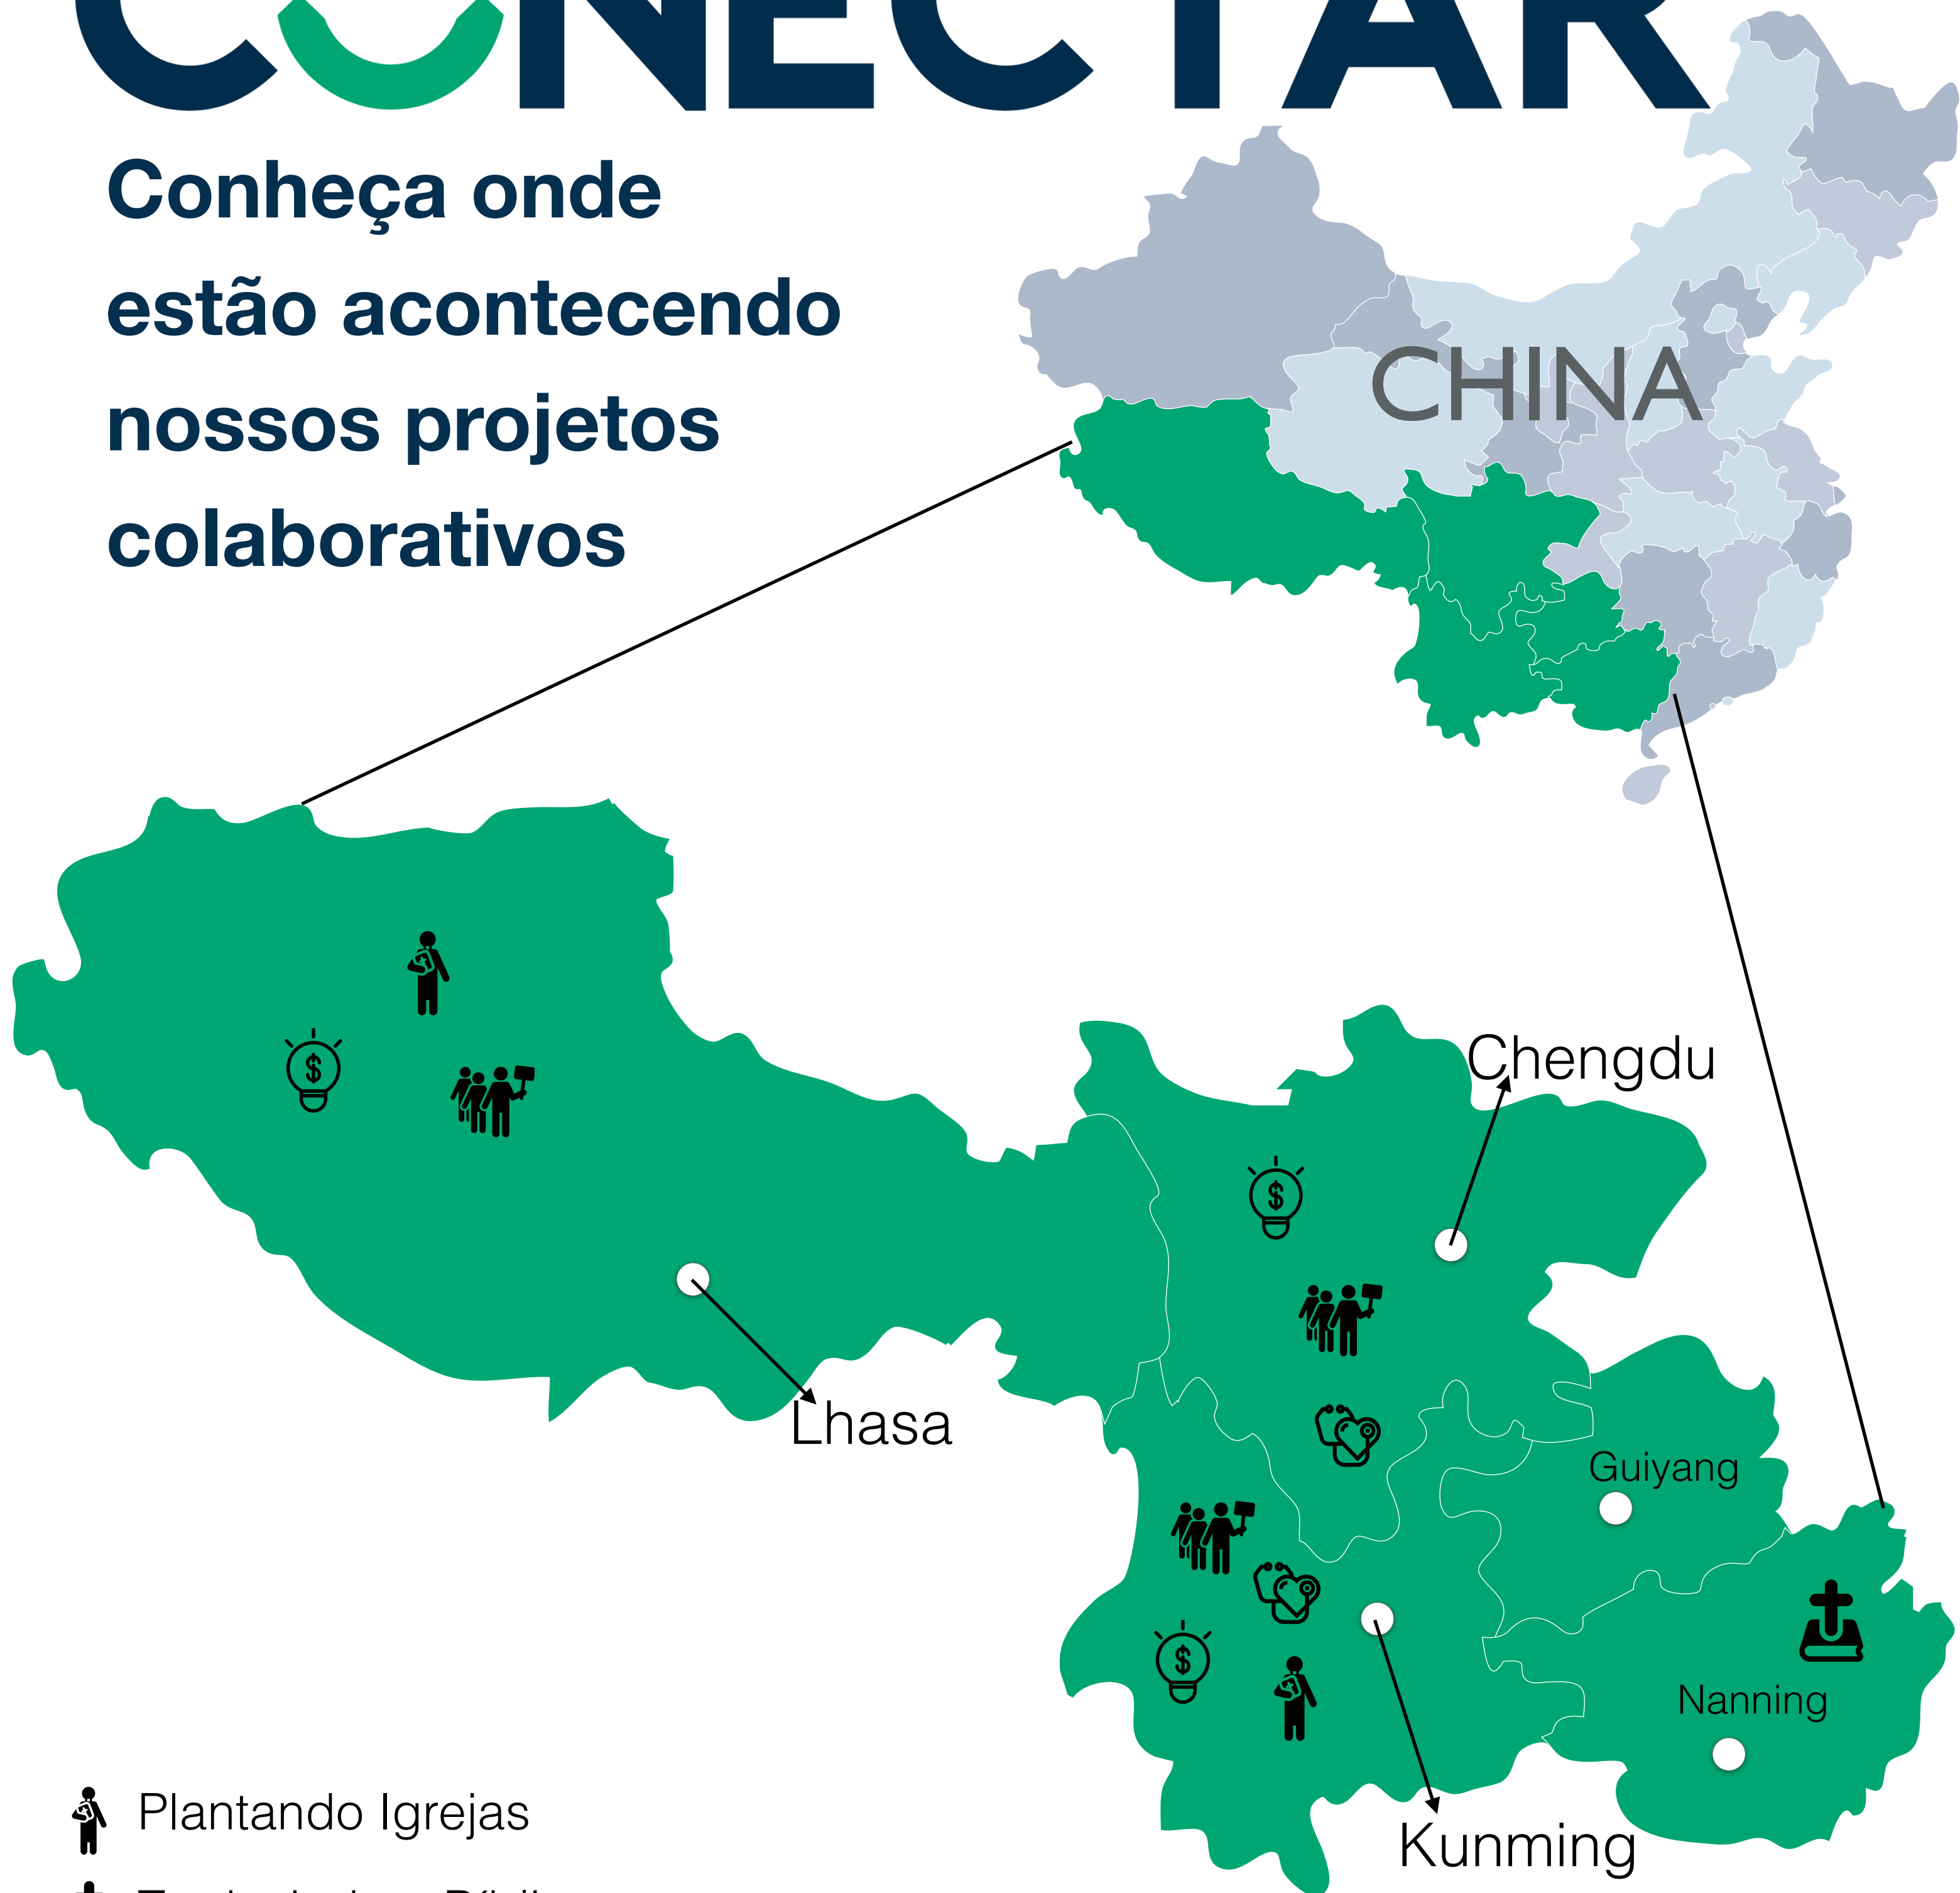 CONECTAR
Conheça onde
estão acontecendo
nossos projetos
colaborativos
CHINA
Chengdu
Lhasa
Guiyang
Nanning
Kunming
Plantando Igrejas